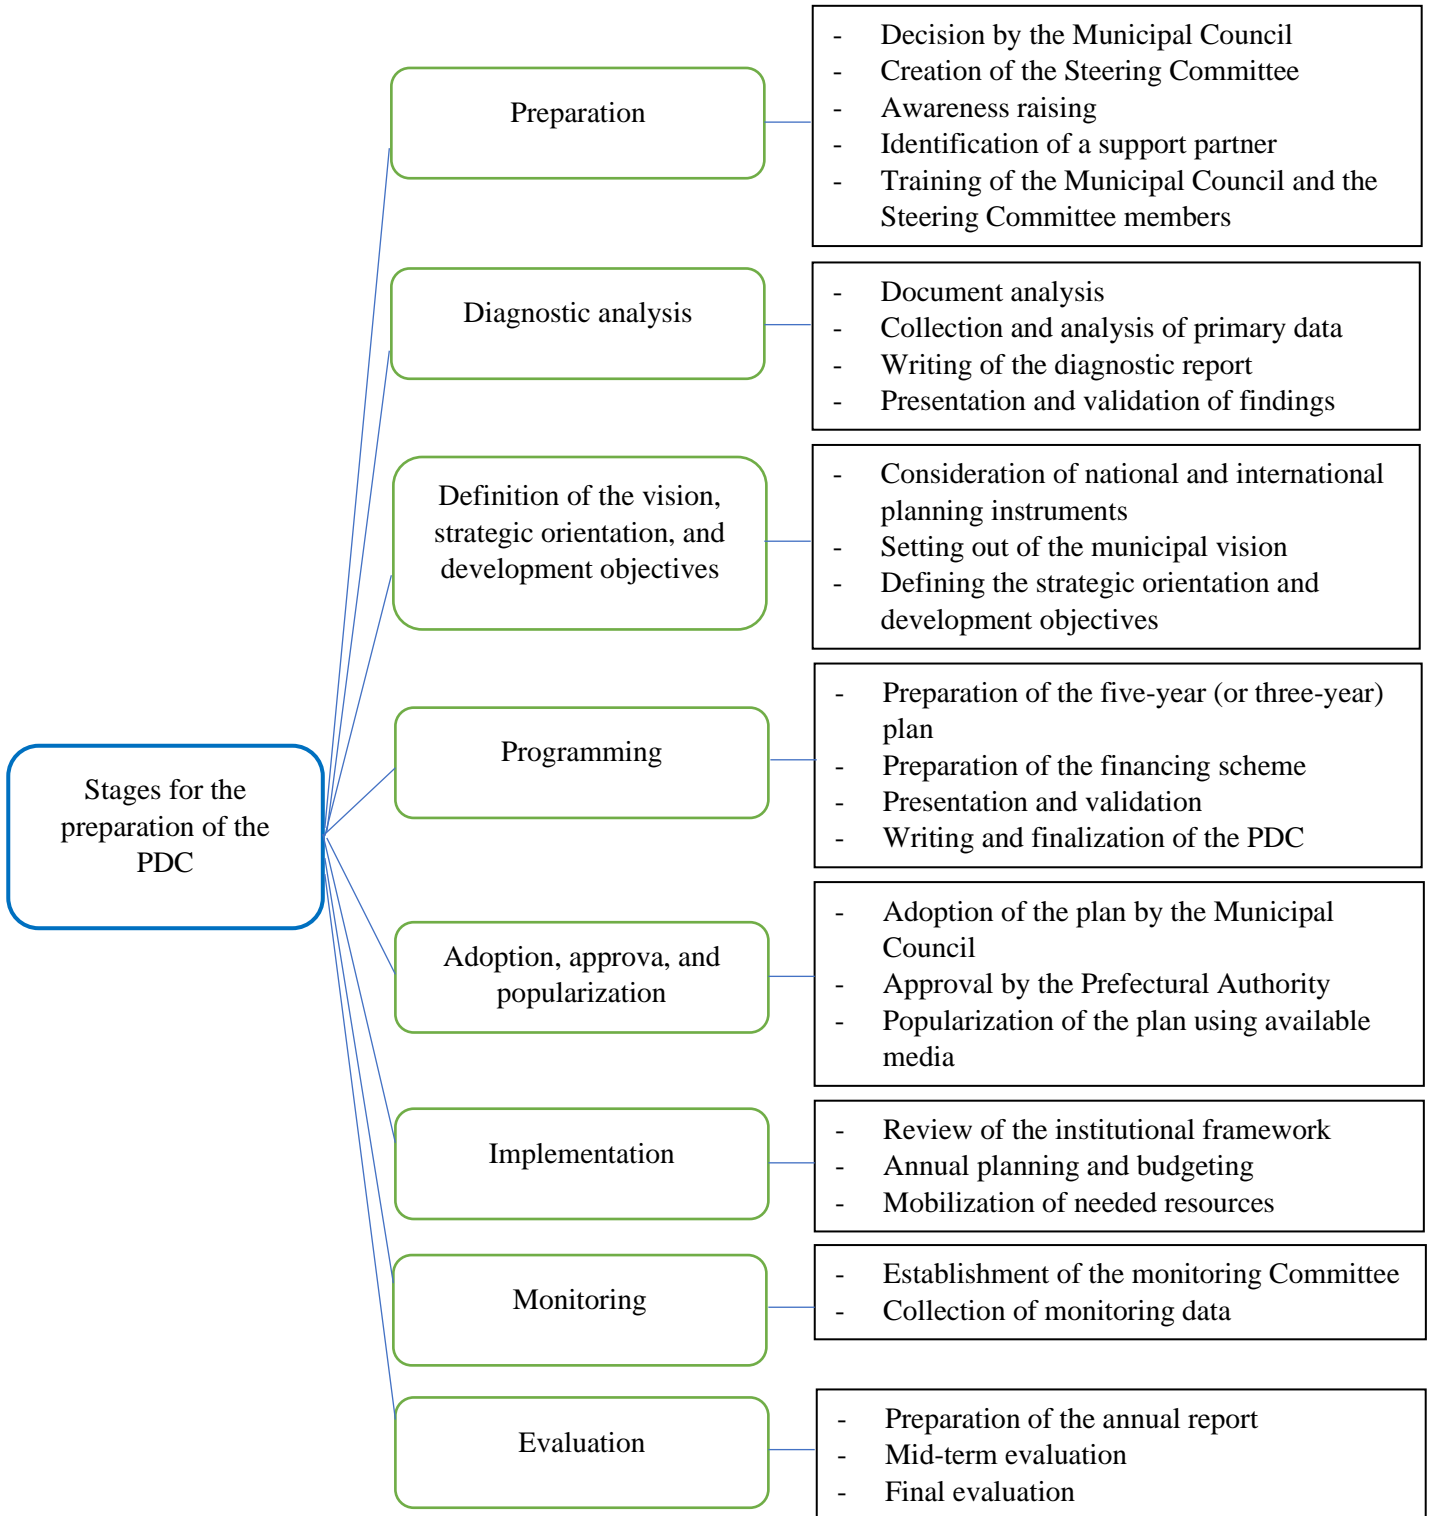 Stages for the
preparation of the
PDC
Preparation
- Decision by the Municipal Council
- Creation of the Steering Committee
- Awareness raising
- Identification of a support partner
- Training of the Municipal Council and the
Steering Committee members
Diagnostic analysis
- Document analysis
- Collection and analysis of primary data
- Writing of the diagnostic report
- Presentation and validation of findings
Definition of the vision,
strategic orientation, and
development objectives
- Consideration of national and international
planning instruments
- Setting out of the municipal vision
- Defining the strategic orientation and
development objectives
Programming
- Preparation of the five-year (or three-year)
plan
- Preparation of the financing scheme
- Presentation and validation
- Writing and finalization of the PDC
Adoption, approva, and
popularization
- Adoption of the plan by the Municipal
Council
- Approval by the Prefectural Authority
- Popularization of the plan using available
media
Implementation
- Review of the institutional framework
- Annual planning and budgeting
- Mobilization of needed resources
Monitoring
- Establishment of the monitoring Committee
- Collection of monitoring data
Evaluation
- Preparation of the annual report
- Mid-term evaluation
- Final evaluation